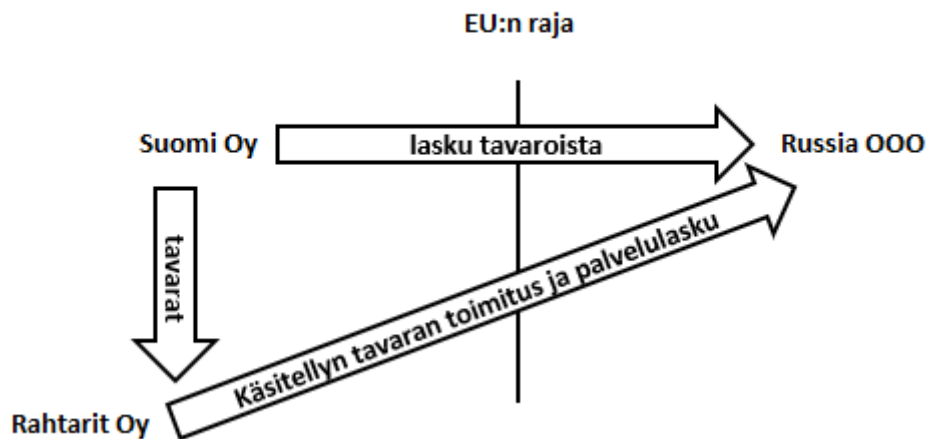 EU:n raja
Suomi Oy
lasku tavaroista
Russia OOO
tavarat
Käsitellyn tavaran toimitus ja palvelulasku
Rahtarit Oy